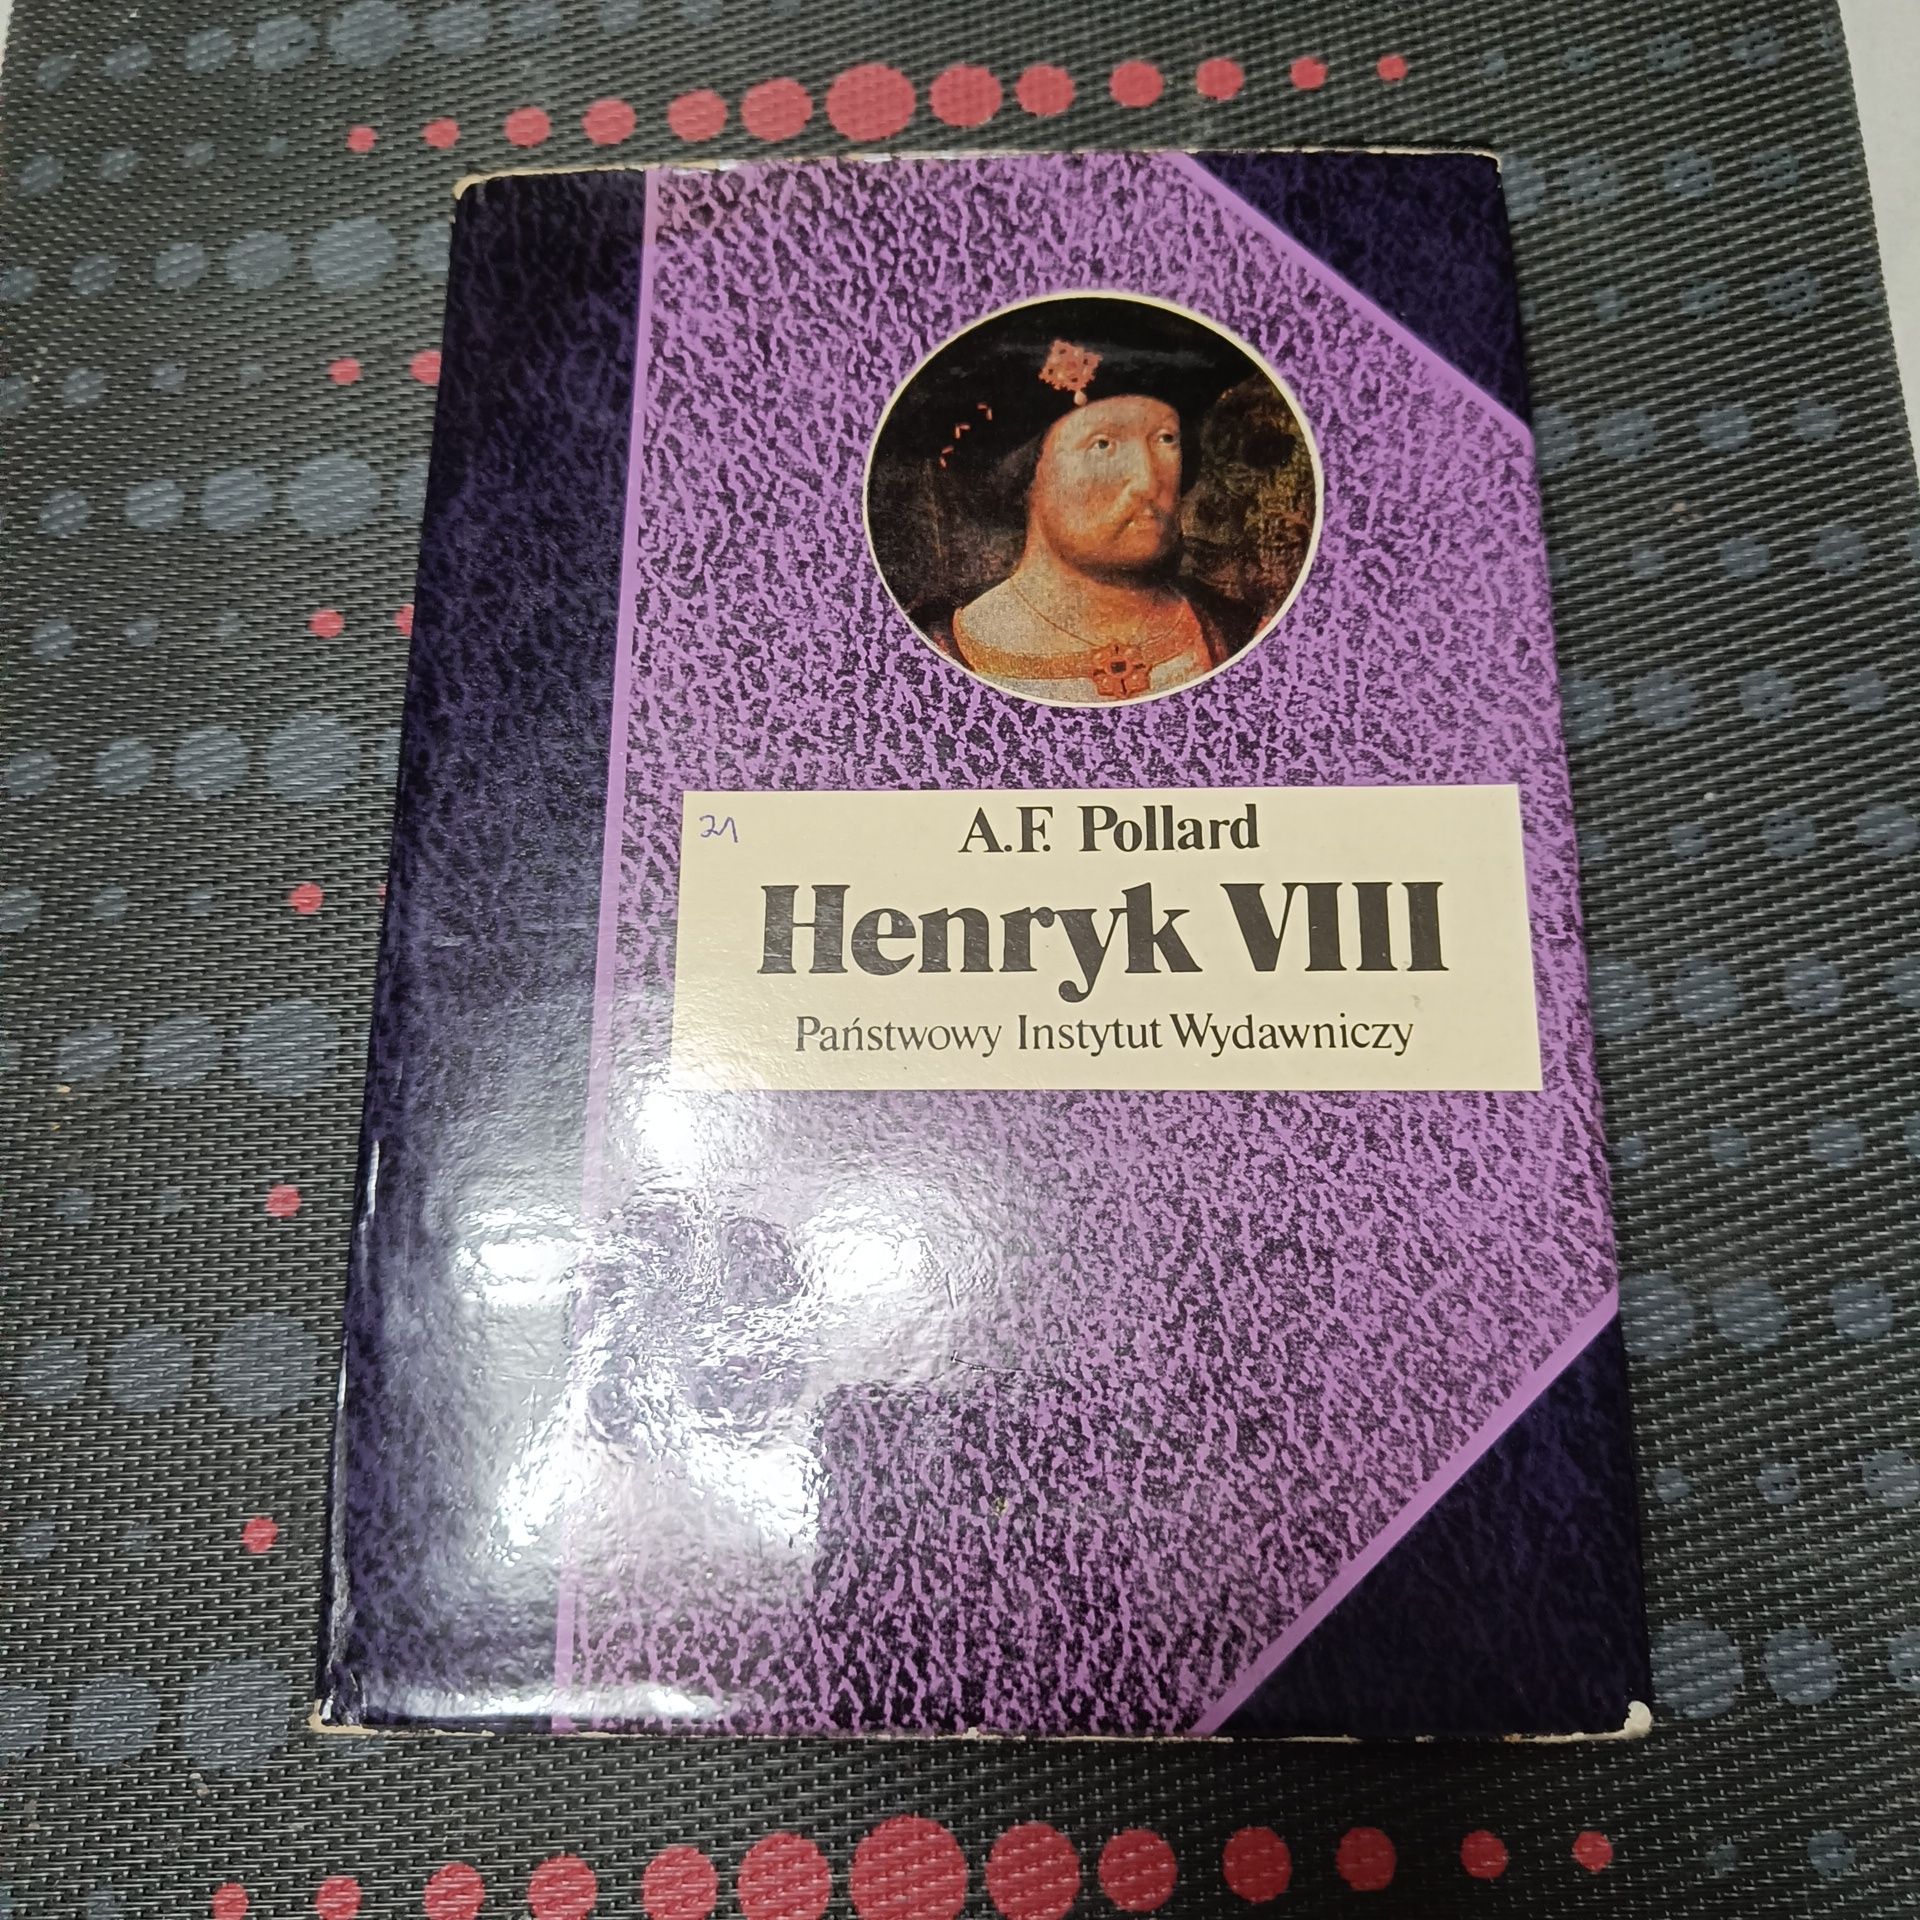 21
A.F. Pollard
Henryk VIII
Państwowy Instytut Wydawniczy